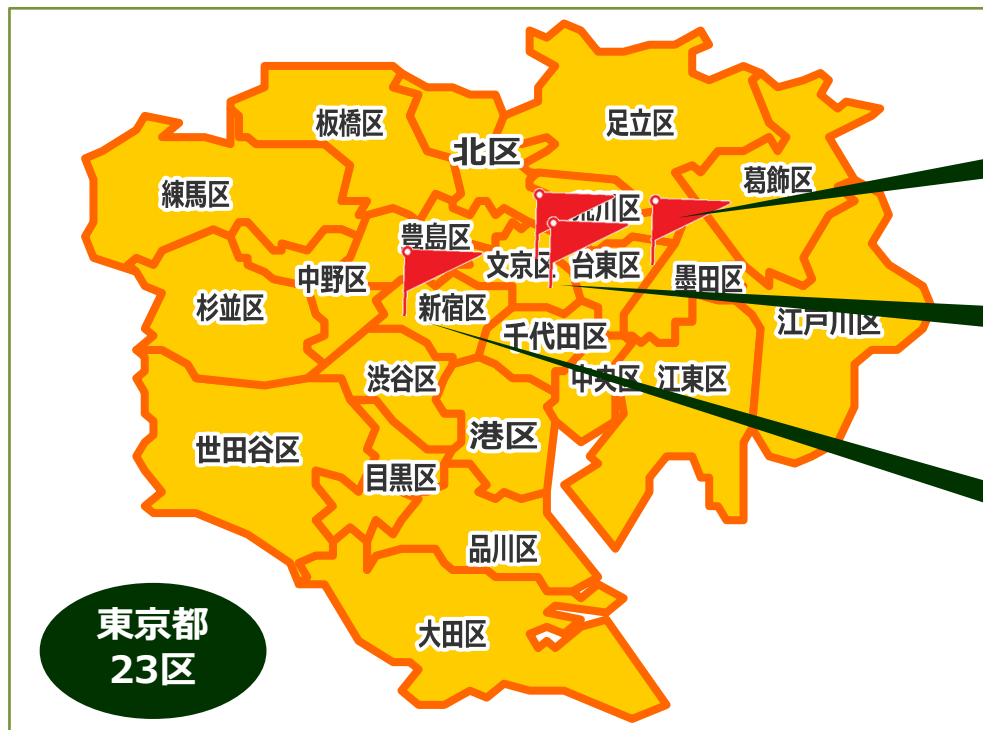 板橋区
足立区
北区
練馬区
葛飾区
荒川区
豊島区
文京区
台東区
中野区
墨田区
杉並区
新宿区
江戸川区
千代田区
渋谷区
中央区
江東区
港区
世田谷区
目黒区
品川区
大田区
東京都
23区